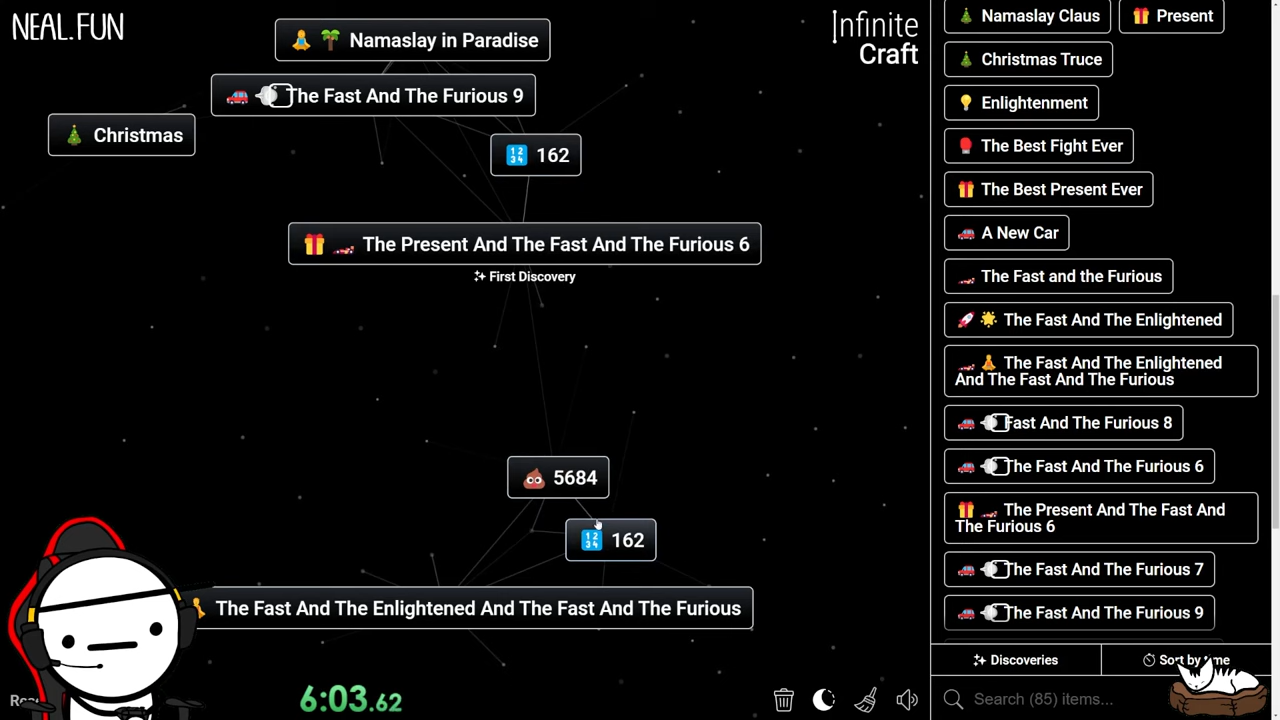 NEAL.FUN
Namaslay in Paradise
Infinite
Craft
The Fast And The Furious 9
Christmas
162
The Present And The Fast And The Furious 6
First Discovery
5684
162
The Fast And The Enlightened And The Fast And The Furious
6:03.62
Namaslay Claus
Present
Christmas Truce
Enlightenment
The Best Fight Ever
The Best Present Ever
A New Car
The Fast and the Furious
The Fast And The Enlightened
The Fast And The Enlightened
And The Fast And The Furious
Fast And The Furious 8
The Fast And The Furious 6
The Present And The Fast And
The Furious 6
The Fast And The Furious 7
The Fast And The Furious 9
Discoveries
Sort by time
Search (85) items...